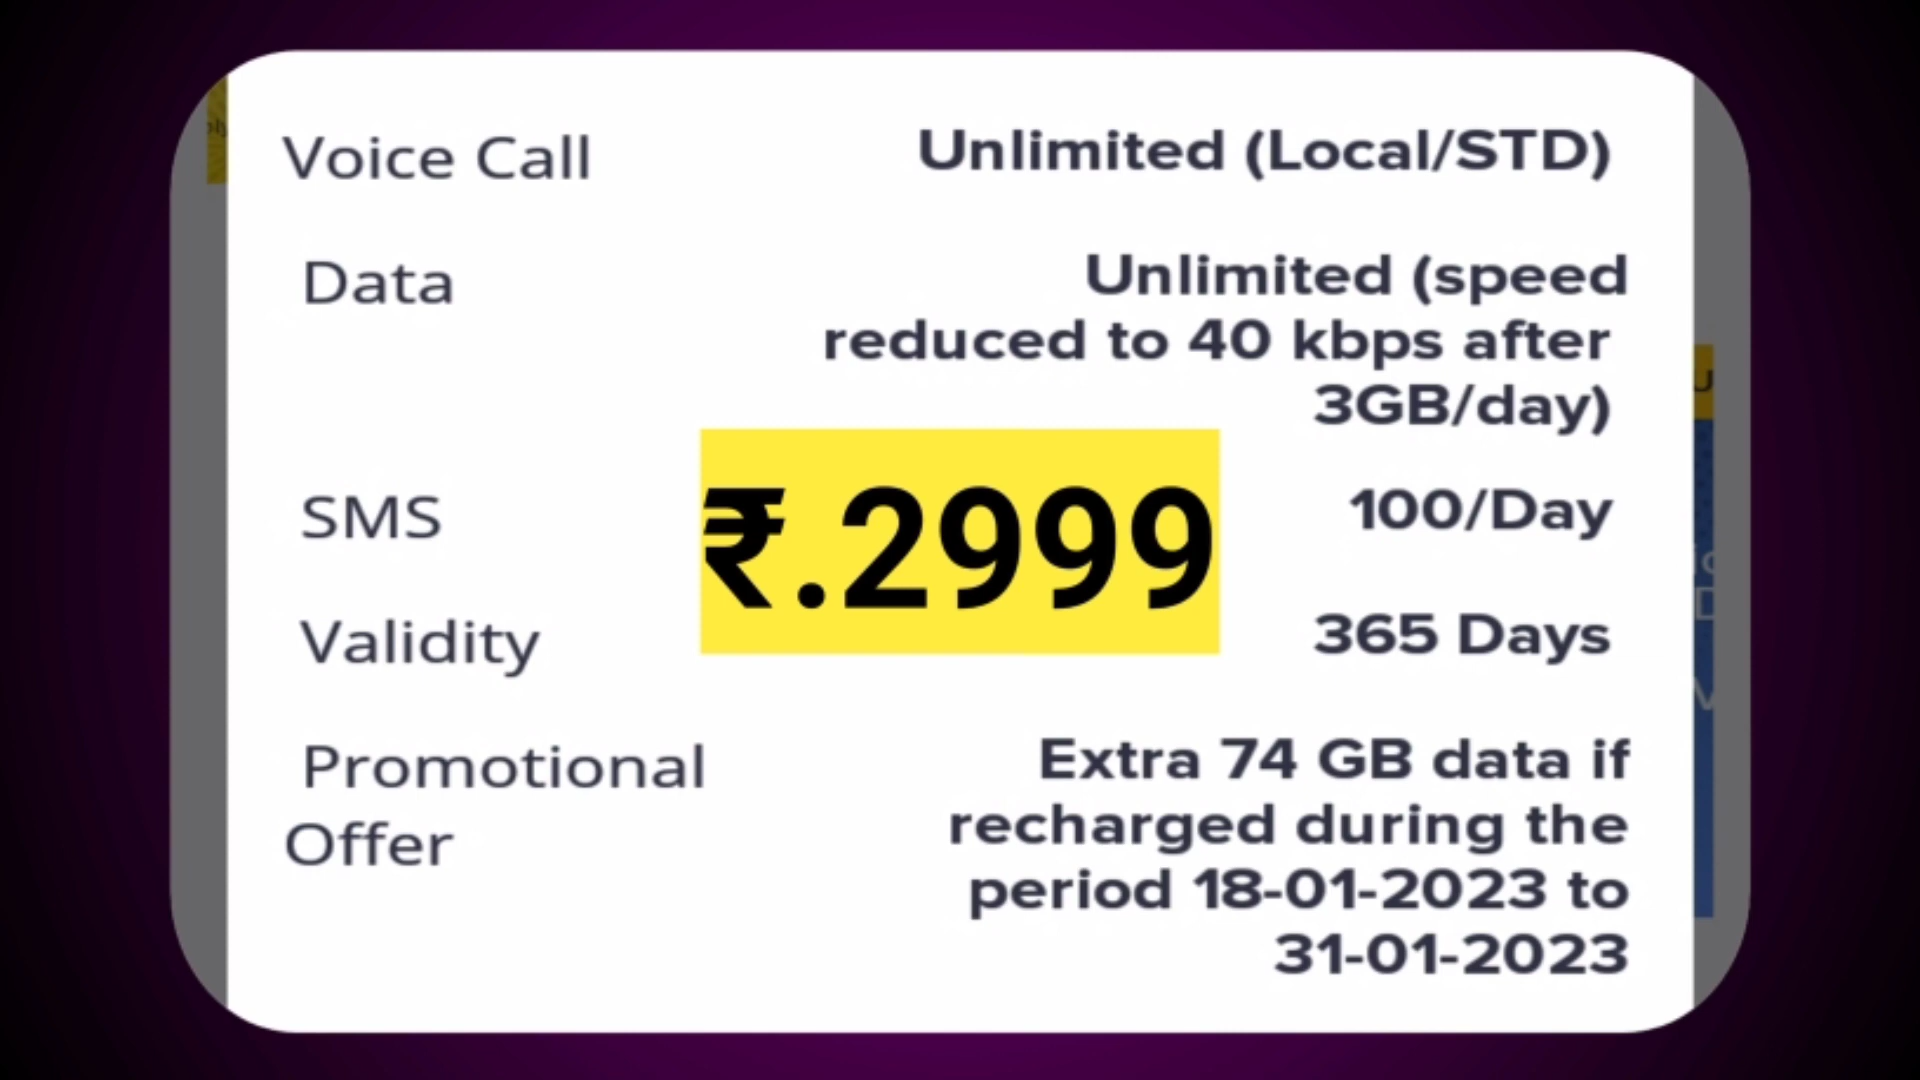 Voice Call Unlimited (Local/STD)
Data Unlimited (speed
reduced to 40 kbps after
3GB/day)
SMS 100/Day
₹.2999
Validity 365 Days
Promotional Extra 74 GB data if
Offer recharged during the
period 18-01-2023 to
31-01-2023